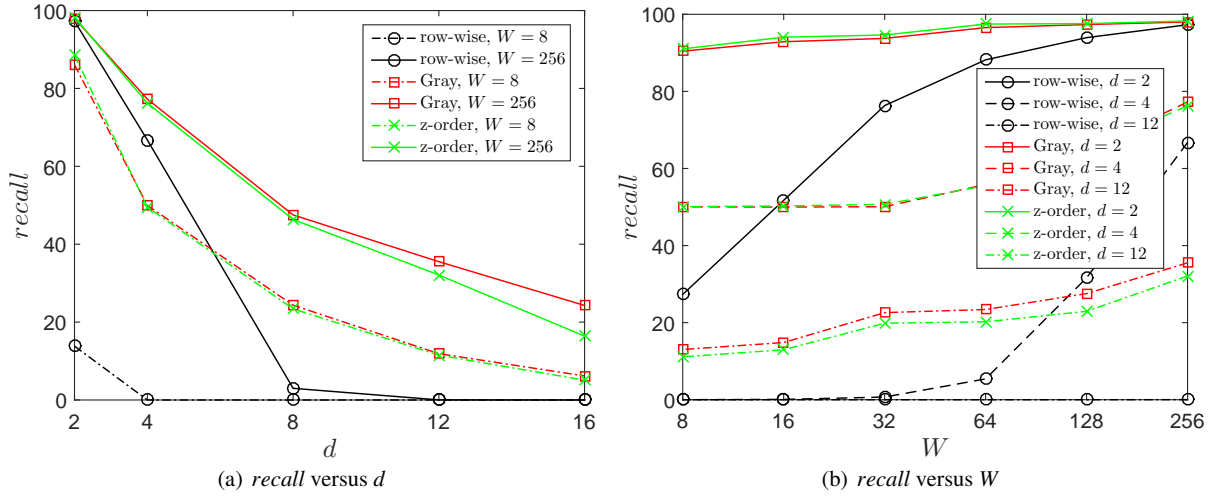 100
80
60
40
20
0
recall
2
4
8
12
16
d
row-wise, W = 8
row-wise, W = 256
Gray, W = 8
Gray, W = 256
z-order, W = 8
z-order, W = 256
(a) recall versus d
100
80
60
40
20
0
recall
8
16
32
64
128
256
W
row-wise, d = 2
row-wise, d = 4
row-wise, d = 12
Gray, d = 2
Gray, d = 4
Gray, d = 12
z-order, d = 2
z-order, d = 4
z-order, d = 12
(b) recall versus W